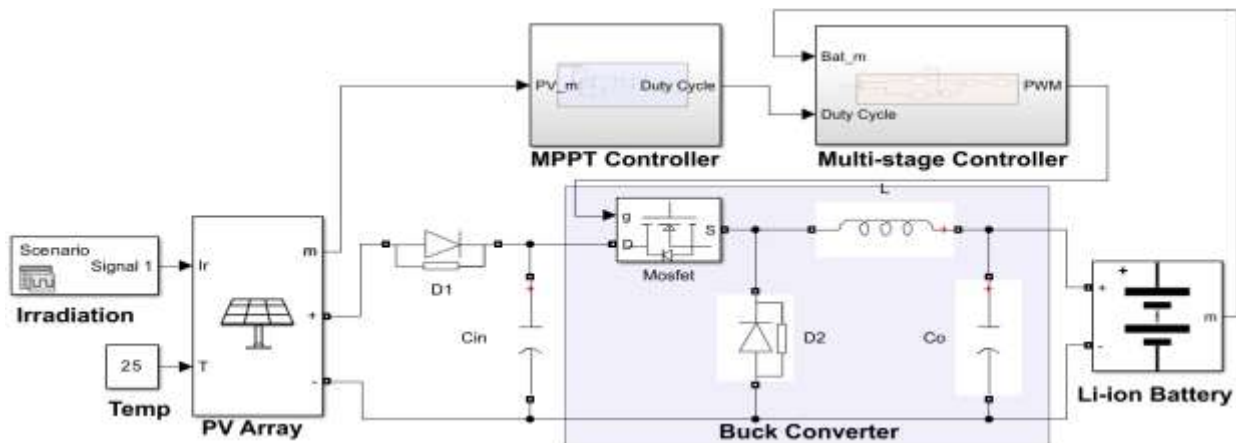 Bat_m
PV_m
Duty Cycle
PWM
Duty Cycle
MPPT Controller
Multi-stage Controller
L
g
D
S
Mosfet
Scenario
Signal 1
Irradiation
Ir
m
+
-
T
25
Temp
PV Array
D1
+
Cin
+
D2
+
Co
Buck Converter
+
+
-
m
Li-ion Battery